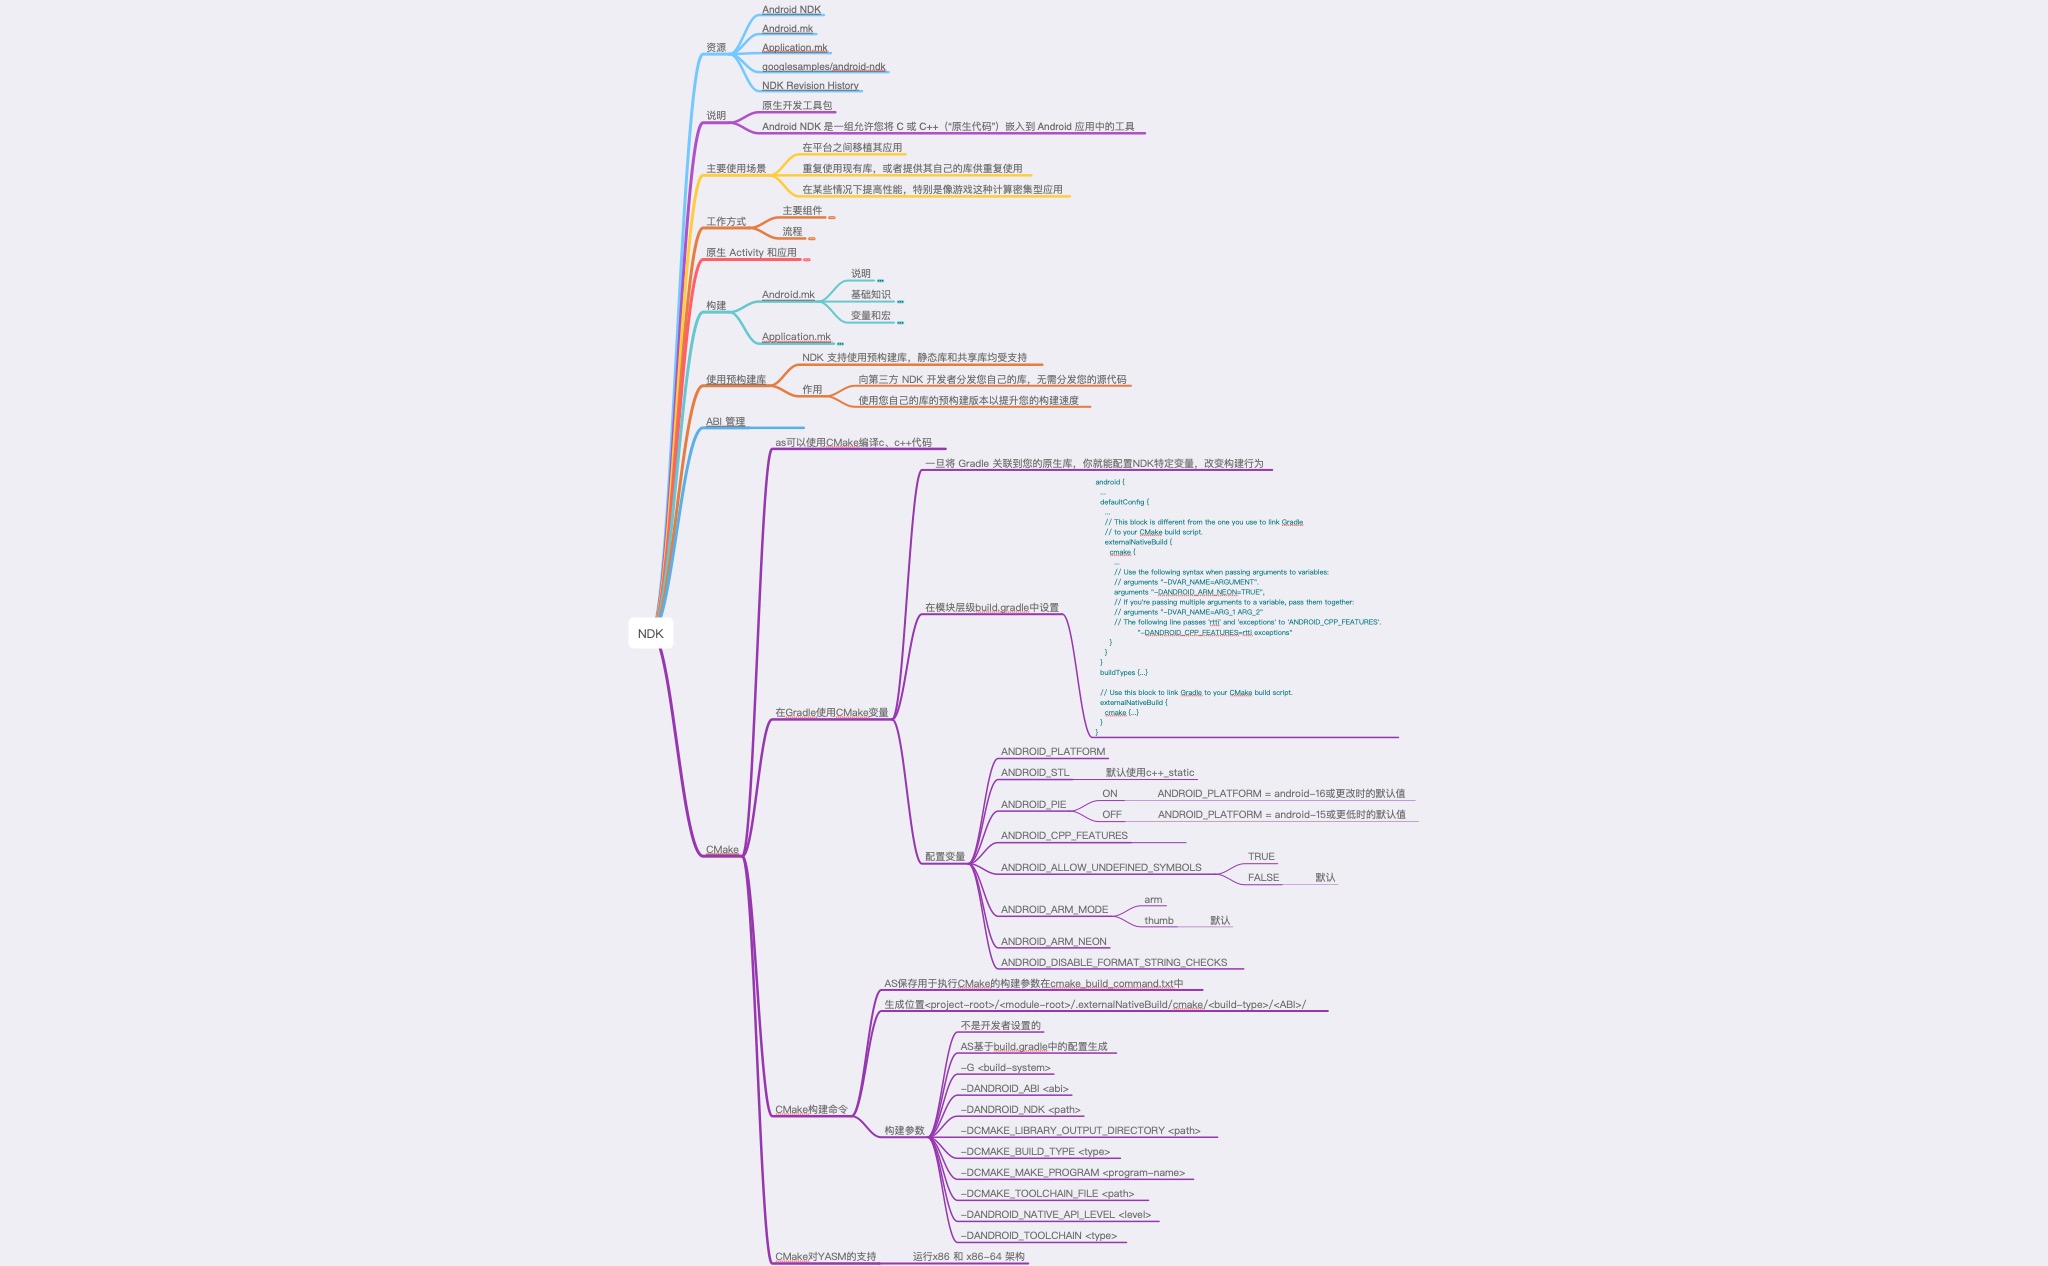 Android NDK
Android.mk
Application.mk
googlesamples/android-ndk
NDK Revision History
资源
原生开发工具包
说明
Android NDK 是一组允许您将 C 或 C++（“原生代码”）嵌入到 Android 应用中的工具
在平台之间移植其应用
主要使用场景
重复使用现有库，或者提供其自己的库供重复使用
在某些情况下提高性能，特别是像游戏这种计算密集型应用
主要组件
工作方式
流程
原生 Activity 和应用
说明
构建
Android.mk
基础知识
变量和宏
Application.mk
NDK 支持使用预构建库，静态库和共享库均受支持
使用预构建库
作用
向第三方 NDK 开发者分发您自己的库，无需分发您的源代码
使用您自己的库的预构建版本以提升您的构建速度
ABI 管理
NDK
CMake
as可以使用CMake编译c、c++代码
在Gradle使用CMake变量
一旦将 Gradle 关联到您的原生库，你就能配置NDK特定变量，改变构建行为
在模块层级build.gradle中设置
android {
...
defaultConfig {
...
// This block is different from the one you use to link Gradle
// to your CMake build script.
externalNativeBuild {
cmake {
...
// Use the following syntax when passing arguments to variables:
// arguments "-DVAR_NAME=ARGUMENT".
arguments "-DANDROID_ARM_NEON=TRUE",
// If you're passing multiple arguments to a variable, pass them together:
// arguments "-DVAR_NAME=ARG_1 ARG_2"
// The following line passes 'rtti' and 'exceptions' to 'ANDROID_CPP_FEATURES'.
"-DANDROID_CPP_FEATURES=rtti exceptions"
}
}
}
buildTypes {...}
// Use this block to link Gradle to your CMake build script.
externalNativeBuild {
cmake {...}
}
}
配置变量
ANDROID_PLATFORM
ANDROID_STL 默认使用c++_static
ANDROID_PIE
ON ANDROID_PLATFORM = android-16或更改时的默认值
OFF ANDROID_PLATFORM = android-15或更低时的默认值
ANDROID_CPP_FEATURES
ANDROID_ALLOW_UNDEFINED_SYMBOLS
TRUE
FALSE 默认
ANDROID_ARM_MODE
arm
thumb 默认
ANDROID_ARM_NEON
ANDROID_DISABLE_FORMAT_STRING_CHECKS
CMake构建命令
AS保存用于执行CMake的构建参数在cmake_build_command.txt中
生成位置<project-root>/<module-root>/.externalNativeBuild/cmake/<build-type>/<ABI>/
构建参数
不是开发者设置的
AS基于build.gradle中的配置生成
-G <build-system>
-DANDROID_ABI <abi>
-DANDROID_NDK <path>
-DCMAKE_LIBRARY_OUTPUT_DIRECTORY <path>
-DCMAKE_BUILD_TYPE <type>
-DCMAKE_MAKE_PROGRAM <program-name>
-DCMAKE_TOOLCHAIN_FILE <path>
-DANDROID_NATIVE_API_LEVEL <level>
-DANDROID_TOOLCHAIN <type>
CMake对YASM的支持 运行x86 和 x86-64 架构